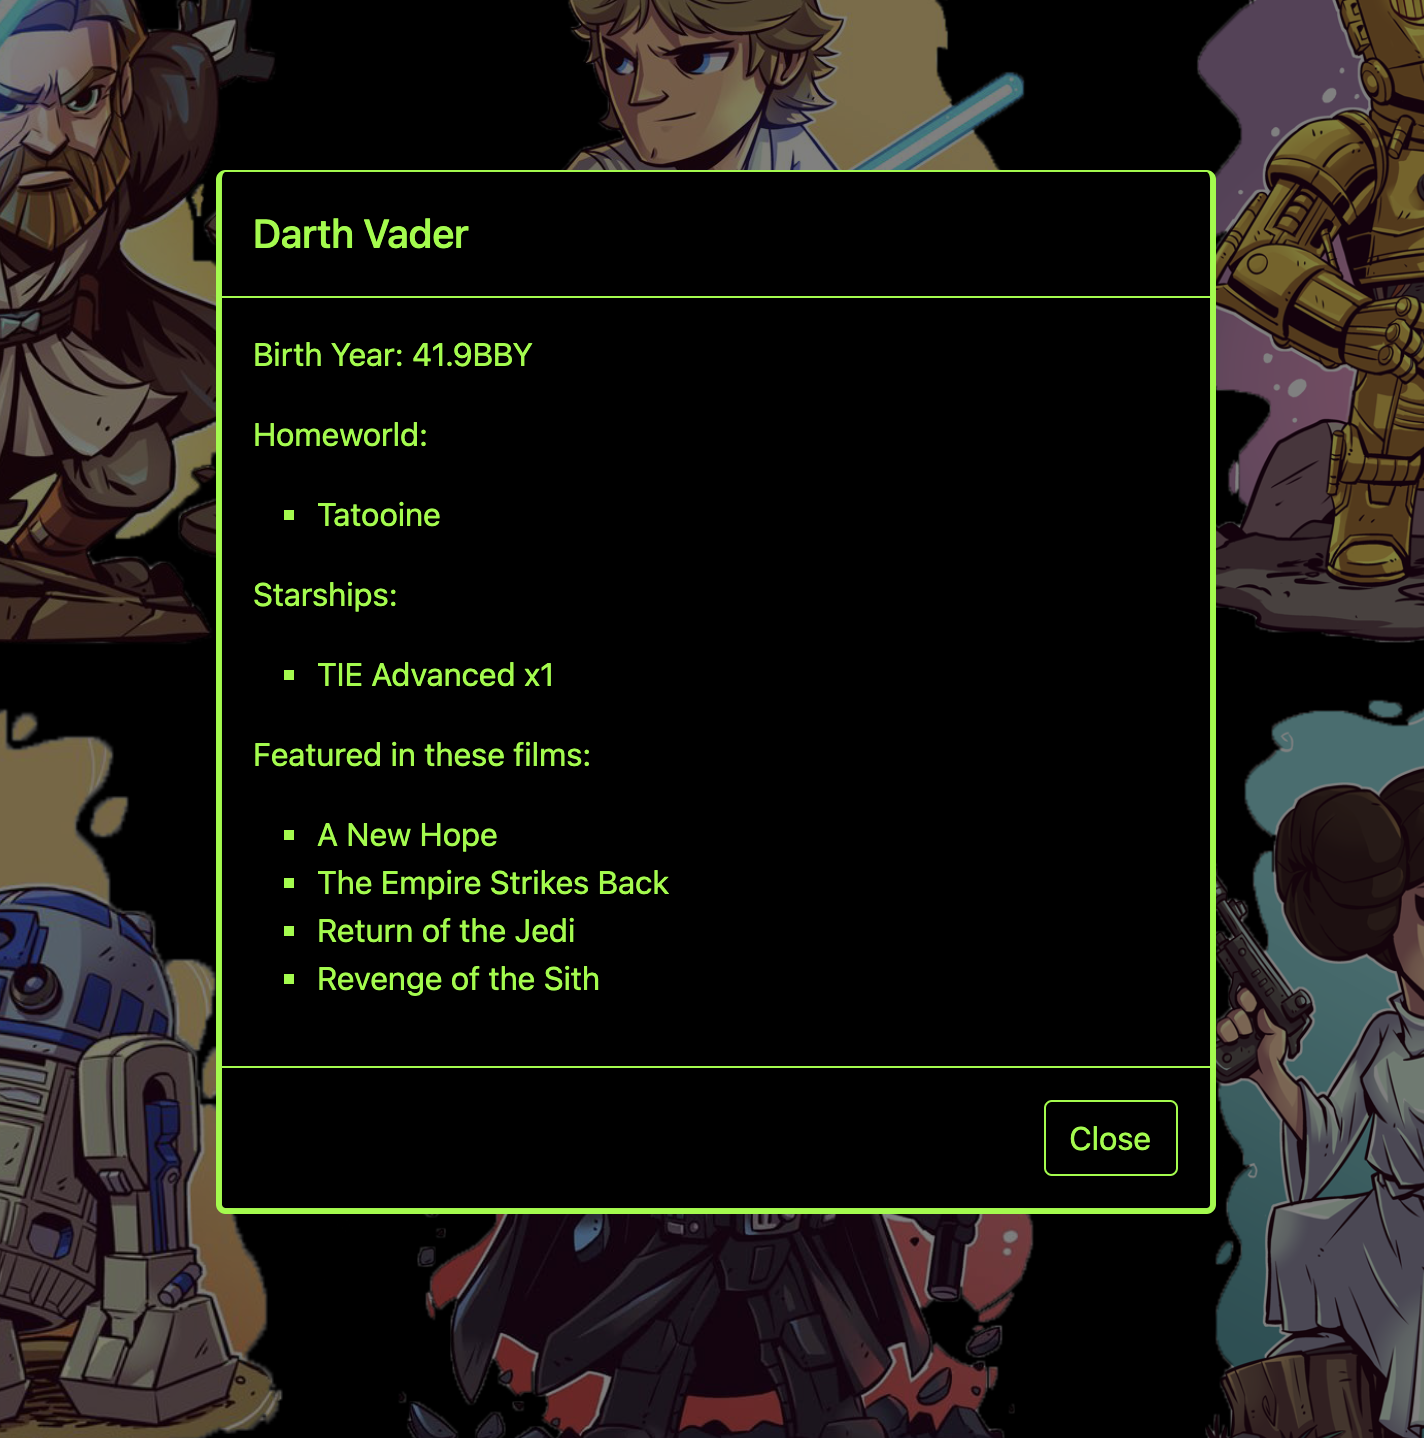 Darth Vader
Birth Year: 41.9BBY
Homeworld:
Tatooine
Starships:
TIE Advanced x1
Featured in these films:
A New Hope
The Empire Strikes Back
Return of the Jedi
Revenge of the Sith
Close